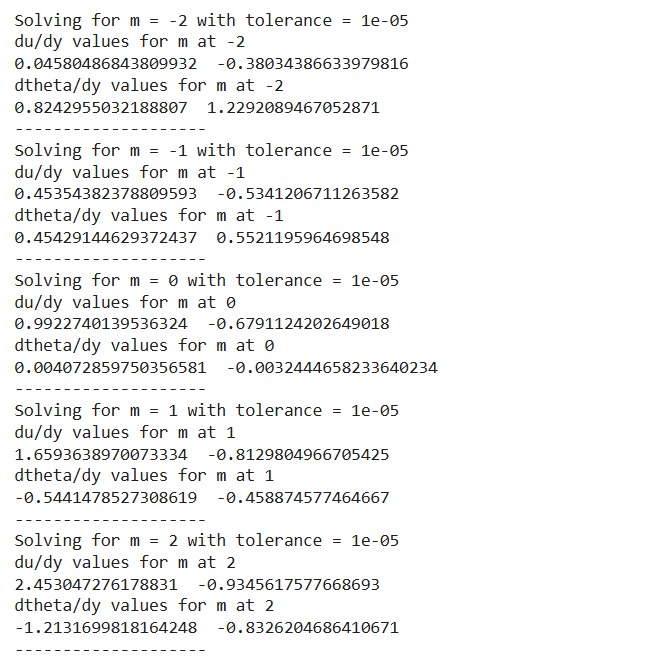 Solving for m = -2 with tolerance = 1e-05
du/dy values for m at -2
0.04580486843809932  -0.38034386633979816
dtheta/dy values for m at -2
0.8242955032188807  1.2292089467052871
--------------------
Solving for m = -1 with tolerance = 1e-05
du/dy values for m at -1
0.45354382378809593  -0.5341206711263582
dtheta/dy values for m at -1
0.45429144629372437  0.5521195964698548
--------------------
Solving for m = 0 with tolerance = 1e-05
du/dy values for m at 0
0.9922740139536324  -0.6791124202649018
dtheta/dy values for m at 0
0.004072859750356581  -0.0032444658233640234
--------------------
Solving for m = 1 with tolerance = 1e-05
du/dy values for m at 1
1.6593638970073334  -0.8129804966705425
dtheta/dy values for m at 1
-0.5441478527308619  -0.458874577464667
--------------------
Solving for m = 2 with tolerance = 1e-05
du/dy values for m at 2
2.453047276178831  -0.9345617577668693
dtheta/dy values for m at 2
-1.2131699818164248  -0.8326204686410671
--------------------